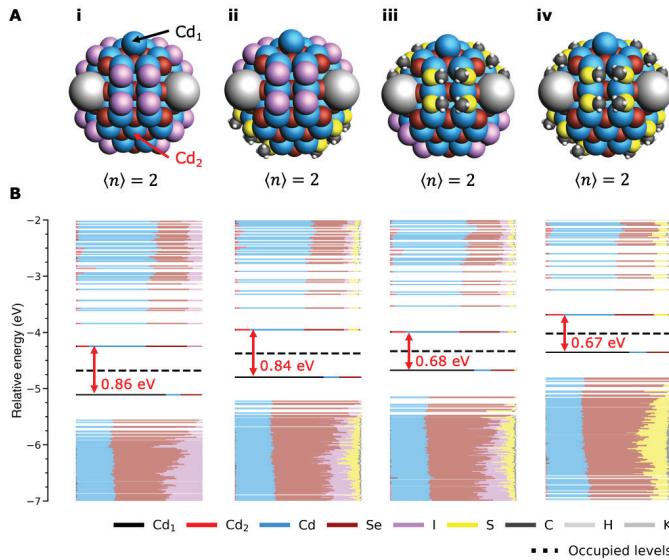 A i ii iii iv
Cd₁
Cd₂
⟨n⟩ = 2 ⟨n⟩ = 2 ⟨n⟩ = 2 ⟨n⟩ = 2
B
Relative energy (eV)
−2
−3
−4
−5
−6
−7
0.86 eV
0.84 eV
0.68 eV
0.67 eV
Cd₁ Cd₂ Cd Se I S C H K
Occupied levels